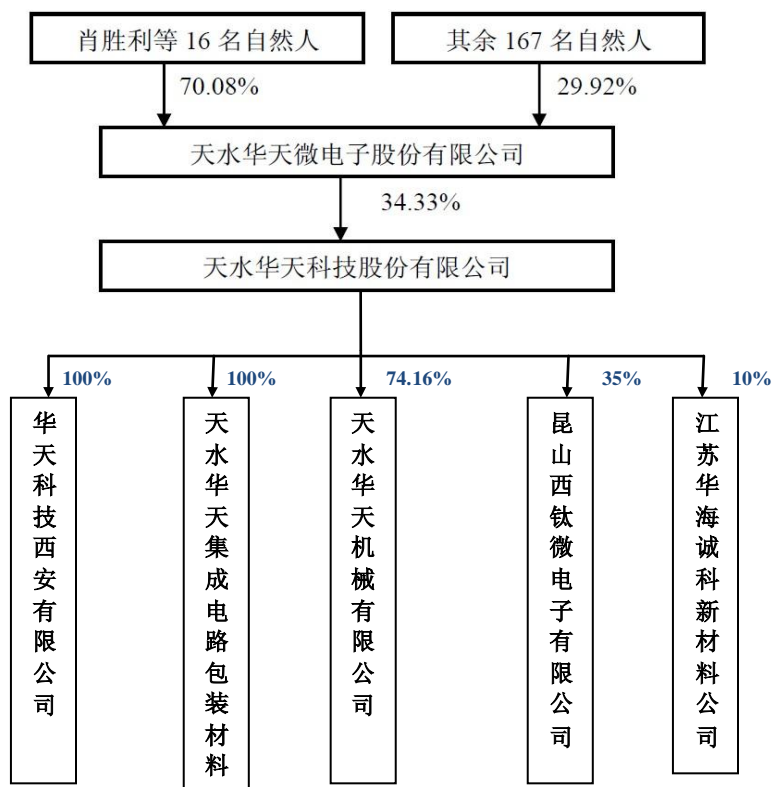 肖胜利等 16 名自然人
其余 167 名自然人
70.08%
29.92%
天水华天微电子股份有限公司
34.33%
天水华天科技股份有限公司
100%
100%
74.16%
35%
10%
华天科技西安有限公司
天水华天集成电路包装材料
天水华天机械有限公司
昆山西钛微电子有限公司
江苏华海诚科新材料公司